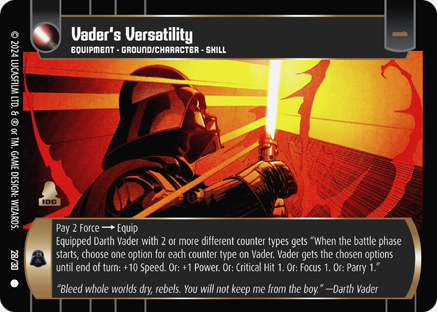 Vader's Versatility
EQUIPMENT - GROUND/CHARACTER - SKILL
Pay 2 Force → Equip
Equipped Darth Vader with 2 or more different counter types gets "When the battle phase
starts, choose one option for each counter type on Vader. Vader gets the chosen options
until end of turn: +10 Speed. Or: +1 Power. Or: Critical Hit 1. Or: Focus 1. Or: Parry 1."
"Bleed whole worlds dry, rebels. You will not keep me from the boy." –Darth Vader
IDC
© 2024 LUCASFILM LTD. & ® or TM. GAME DESIGN: WIZARDS.